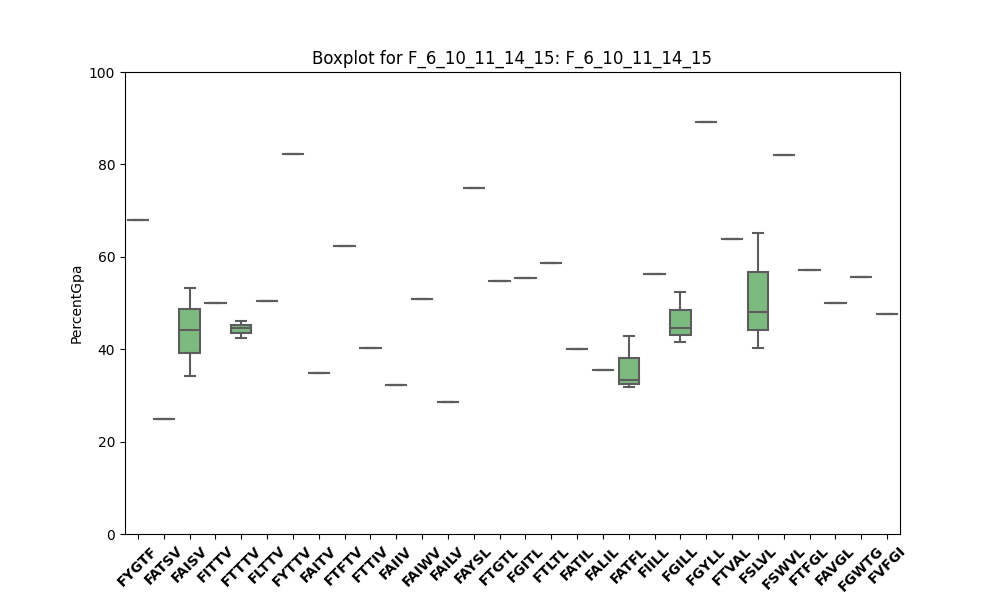 Boxplot for F_6_10_11_14_15: F_6_10_11_14_15
PercentGpa
100
80
60
40
20
0
FYGTF
FATSV
FAISV
FITTV
FTTTV
FLTTV
FYTTV
FAITV
FTFTV
FTTIV
FAIIV
FAIWV
FAILV
FAYSL
FTGTL
FGITL
FTLTL
FATIL
FALIL
FATFL
FIILL
FGILL
FGYLL
FTVAL
FSLVL
FSWVL
FTFGL
FAVGL
FGWTG
FVFGI